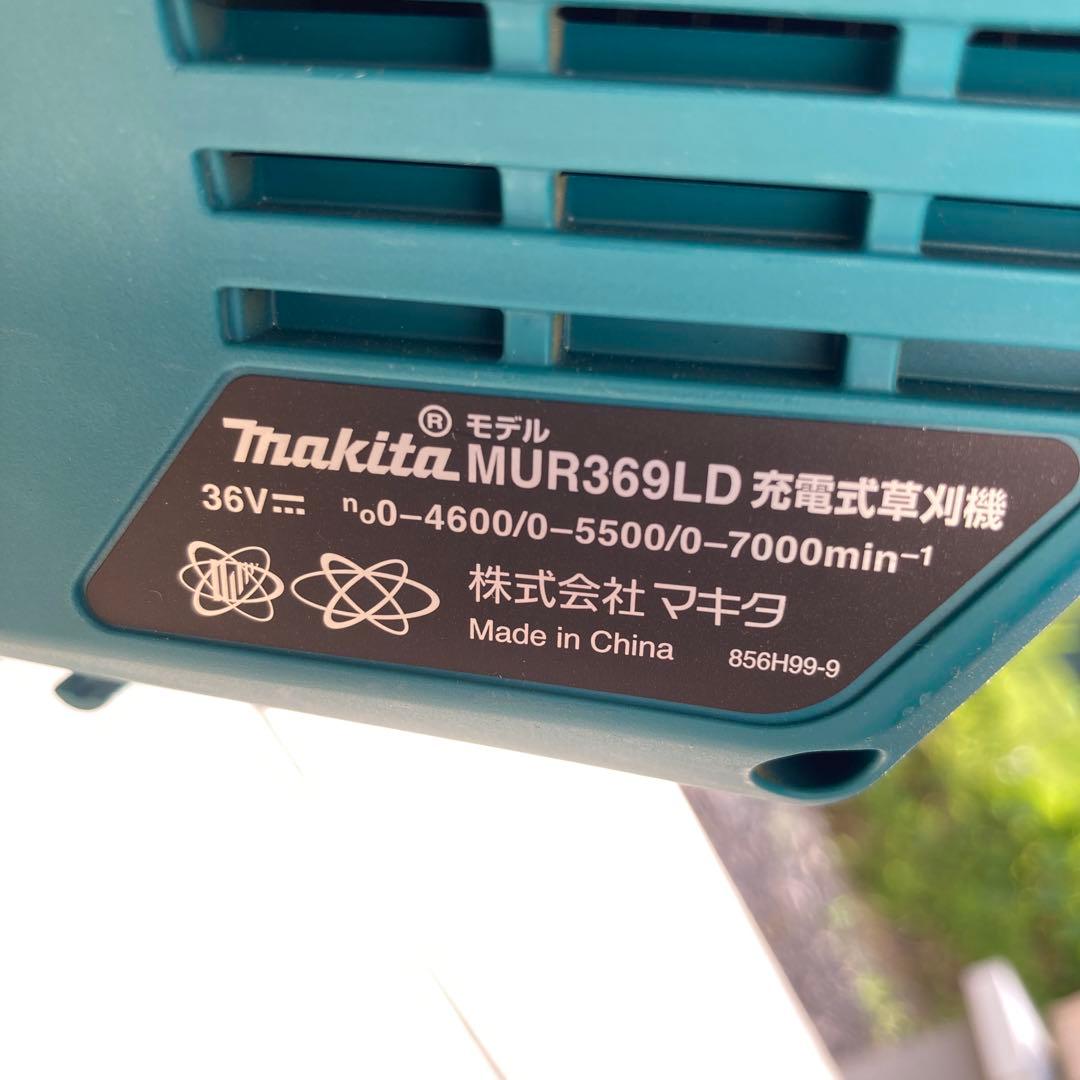 makita® モデル MUR369LD 充電式草刈機
36V⎓ n₀0–4600/0–5500/0–7000min⁻¹
株式会社マキタ
Made in China 856H99-9